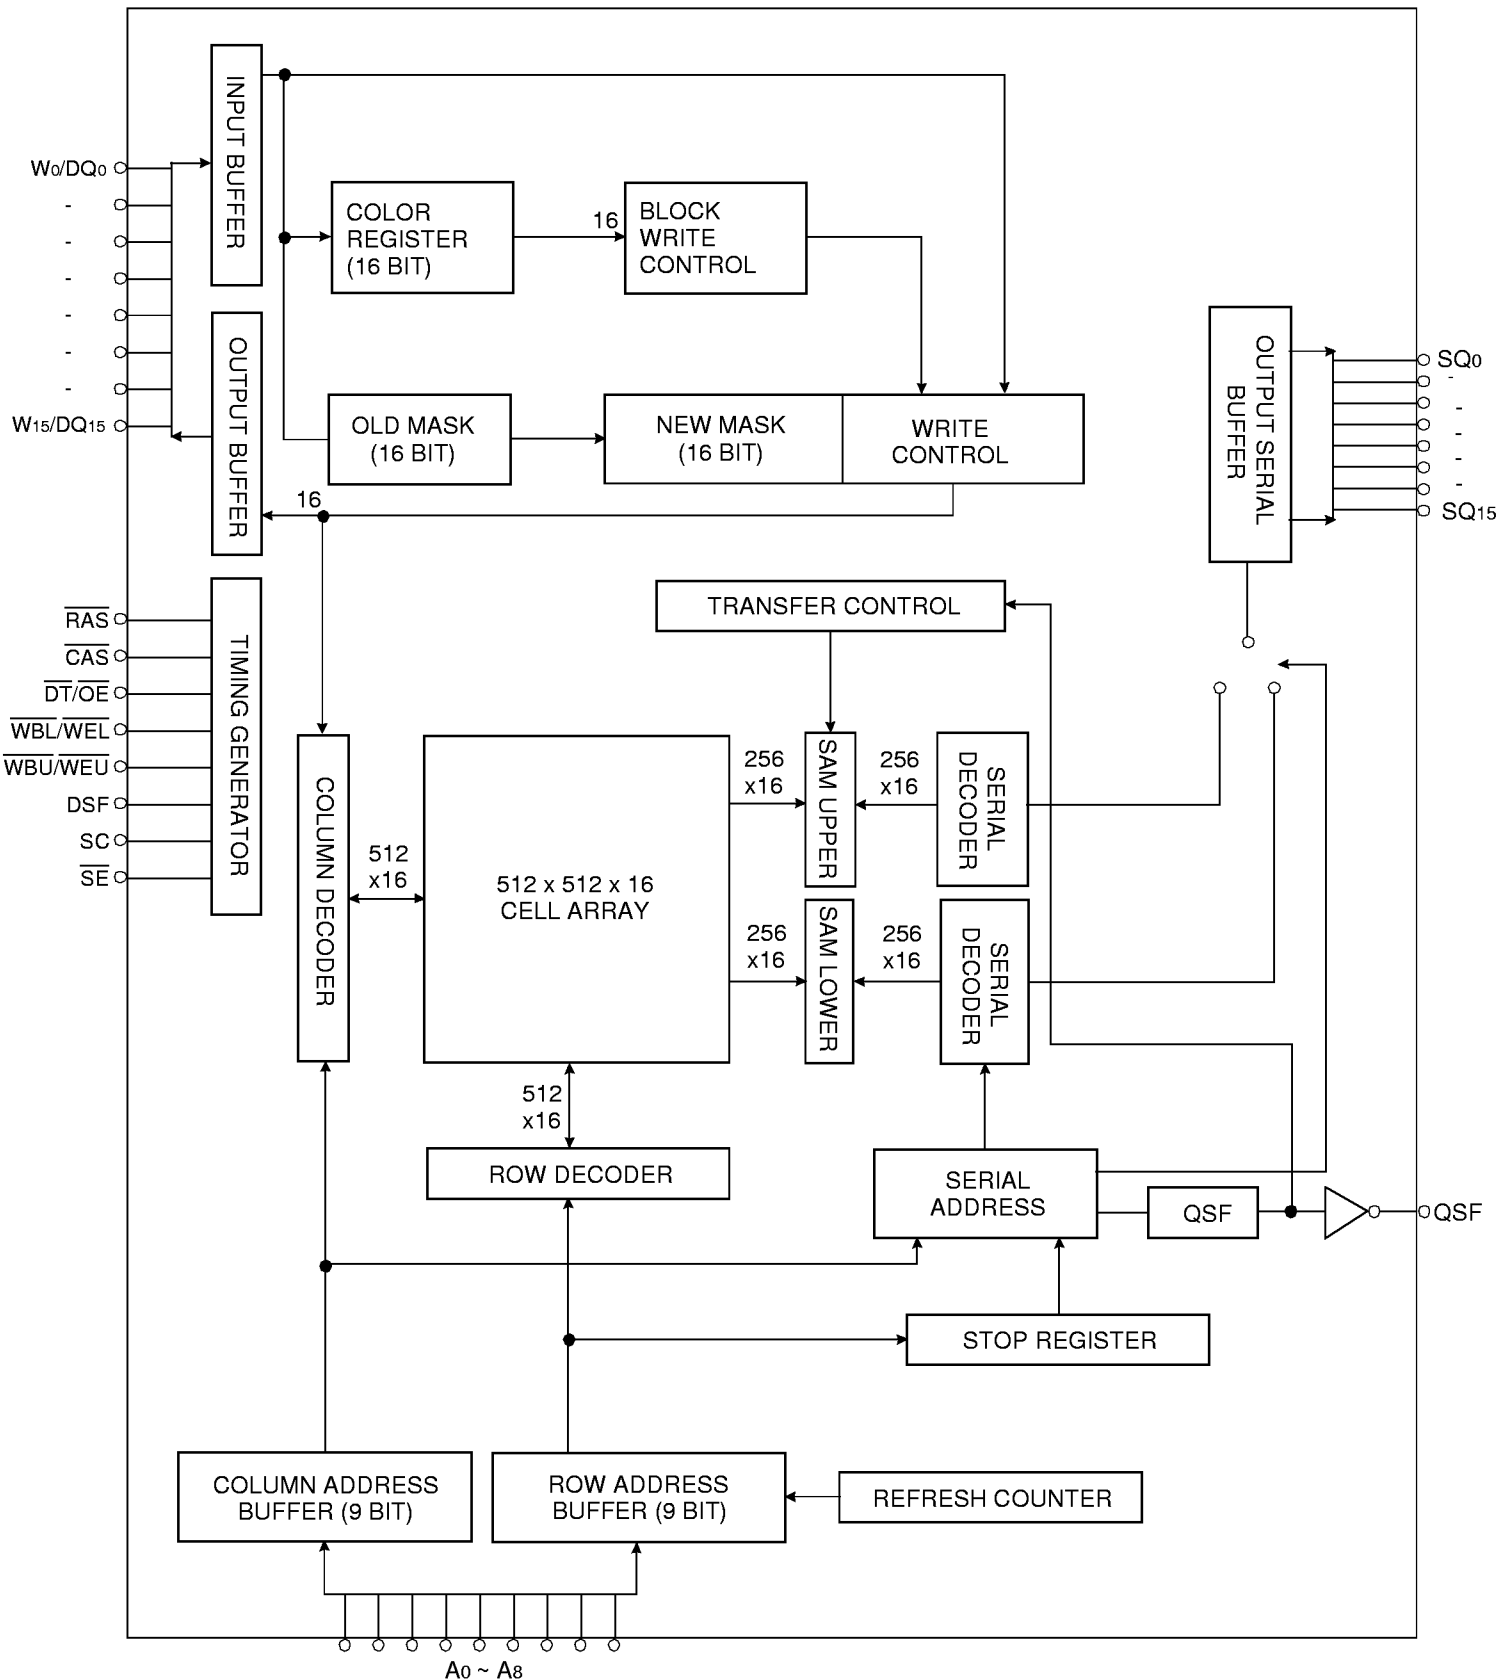 INPUT BUFFER
W0/DQ0
-
-
-
-
-
-
W15/DQ15
COLOR
REGISTER
(16 BIT)
16
BLOCK
WRITE
CONTROL
OUTPUT BUFFER
OLD MASK
(16 BIT)
NEW MASK
(16 BIT)
WRITE
CONTROL
16
OUTPUT SERIAL
BUFFER
SQ0
-
-
-
-
-
SQ15
RAS
CAS
DT/OE
WBL/WEL
WBU/WEU
DSF
SC
SE
TIMING GENERATOR
TRANSFER CONTROL
COLUMN DECODER
512
x16
512 x 512 x 16
CELL ARRAY
256
x16
SAM UPPER
256
x16
SERIAL
DECODER
256
x16
SAM LOWER
256
x16
SERIAL
DECODER
512
x16
ROW DECODER
SERIAL
ADDRESS
QSF
QSF
STOP REGISTER
COLUMN ADDRESS
BUFFER (9 BIT)
ROW ADDRESS
BUFFER (9 BIT)
REFRESH COUNTER
A0 ~ A8